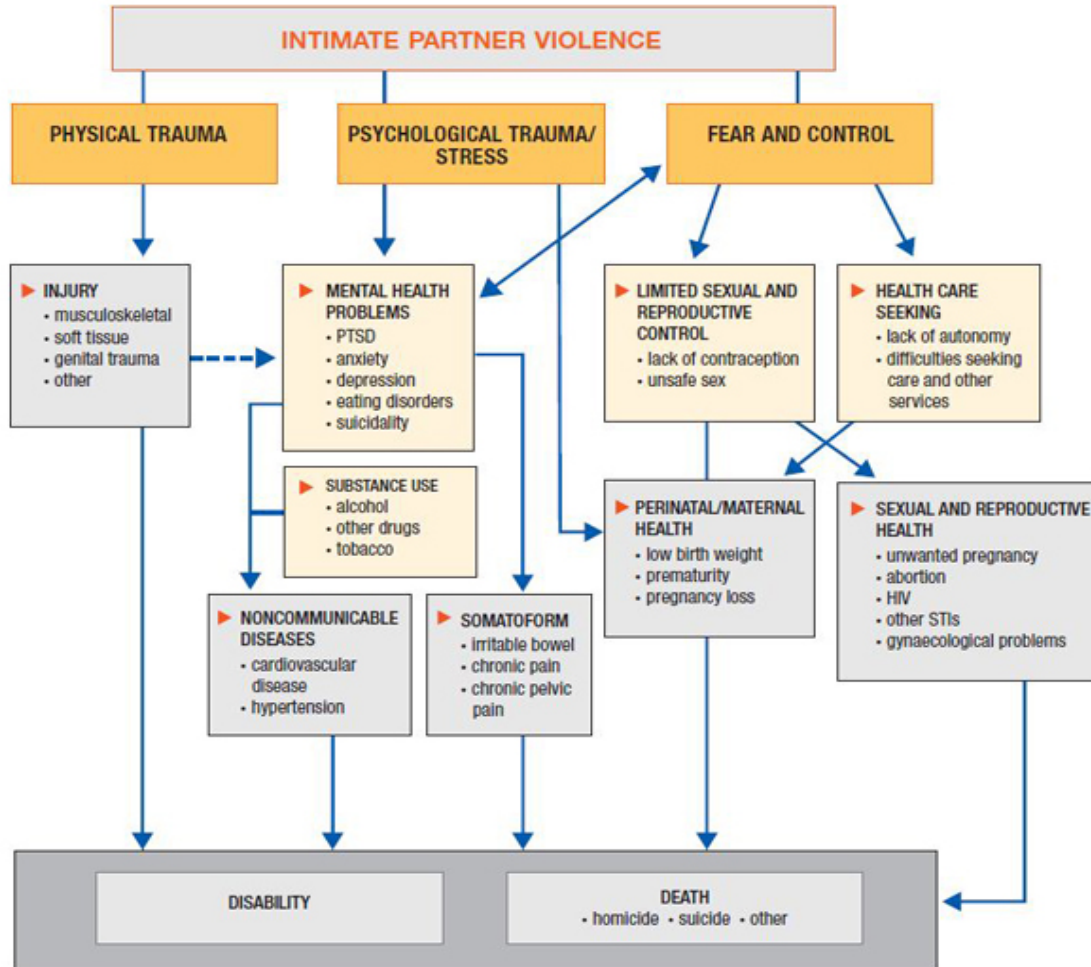 INTIMATE PARTNER VIOLENCE
PHYSICAL TRAUMA
PSYCHOLOGICAL TRAUMA/
STRESS
FEAR AND CONTROL
INJURY
• musculoskeletal
• soft tissue
• genital trauma
• other
MENTAL HEALTH
PROBLEMS
• PTSD
• anxiety
• depression
• eating disorders
• suicidality
LIMITED SEXUAL AND
REPRODUCTIVE
CONTROL
• lack of contraception
• unsafe sex
HEALTH CARE
SEEKING
• lack of autonomy
• difficulties seeking
care and other
services
SUBSTANCE USE
• alcohol
• other drugs
• tobacco
PERINATAL/MATERNAL
HEALTH
• low birth weight
• prematurity
• pregnancy loss
SEXUAL AND REPRODUCTIVE
HEALTH
• unwanted pregnancy
• abortion
• HIV
• other STIs
• gynaecological problems
NONCOMMUNICABLE
DISEASES
• cardiovascular
disease
• hypertension
SOMATOFORM
• irritable bowel
• chronic pain
• chronic pelvic
pain
DISABILITY
DEATH
• homicide • suicide • other